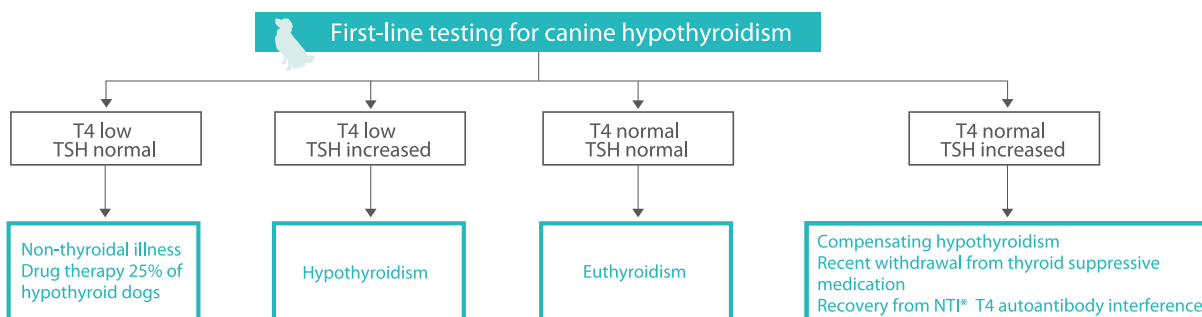 First-line testing for canine hypothyroidism
T4 low
TSH normal
T4 low
TSH increased
T4 normal
TSH normal
T4 normal
TSH increased
Non-thyroidal illness
Drug therapy 25% of
hypothyroid dogs
Hypothyroidism
Euthyroidism
Compensating hypothyroidism
Recent withdrawal from thyroid suppressive
medication
Recovery from NTI* T4 autoantibody interference